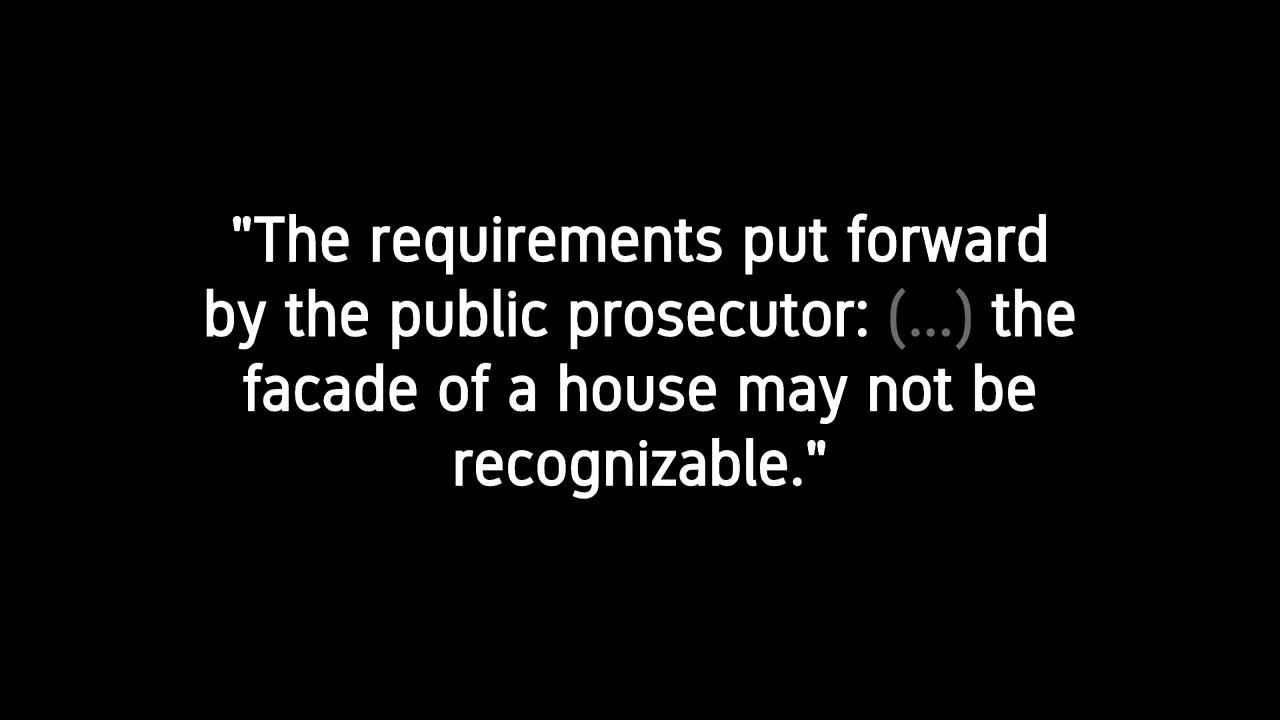 "The requirements put forward
by the public prosecutor: (...) the
facade of a house may not be
recognizable."